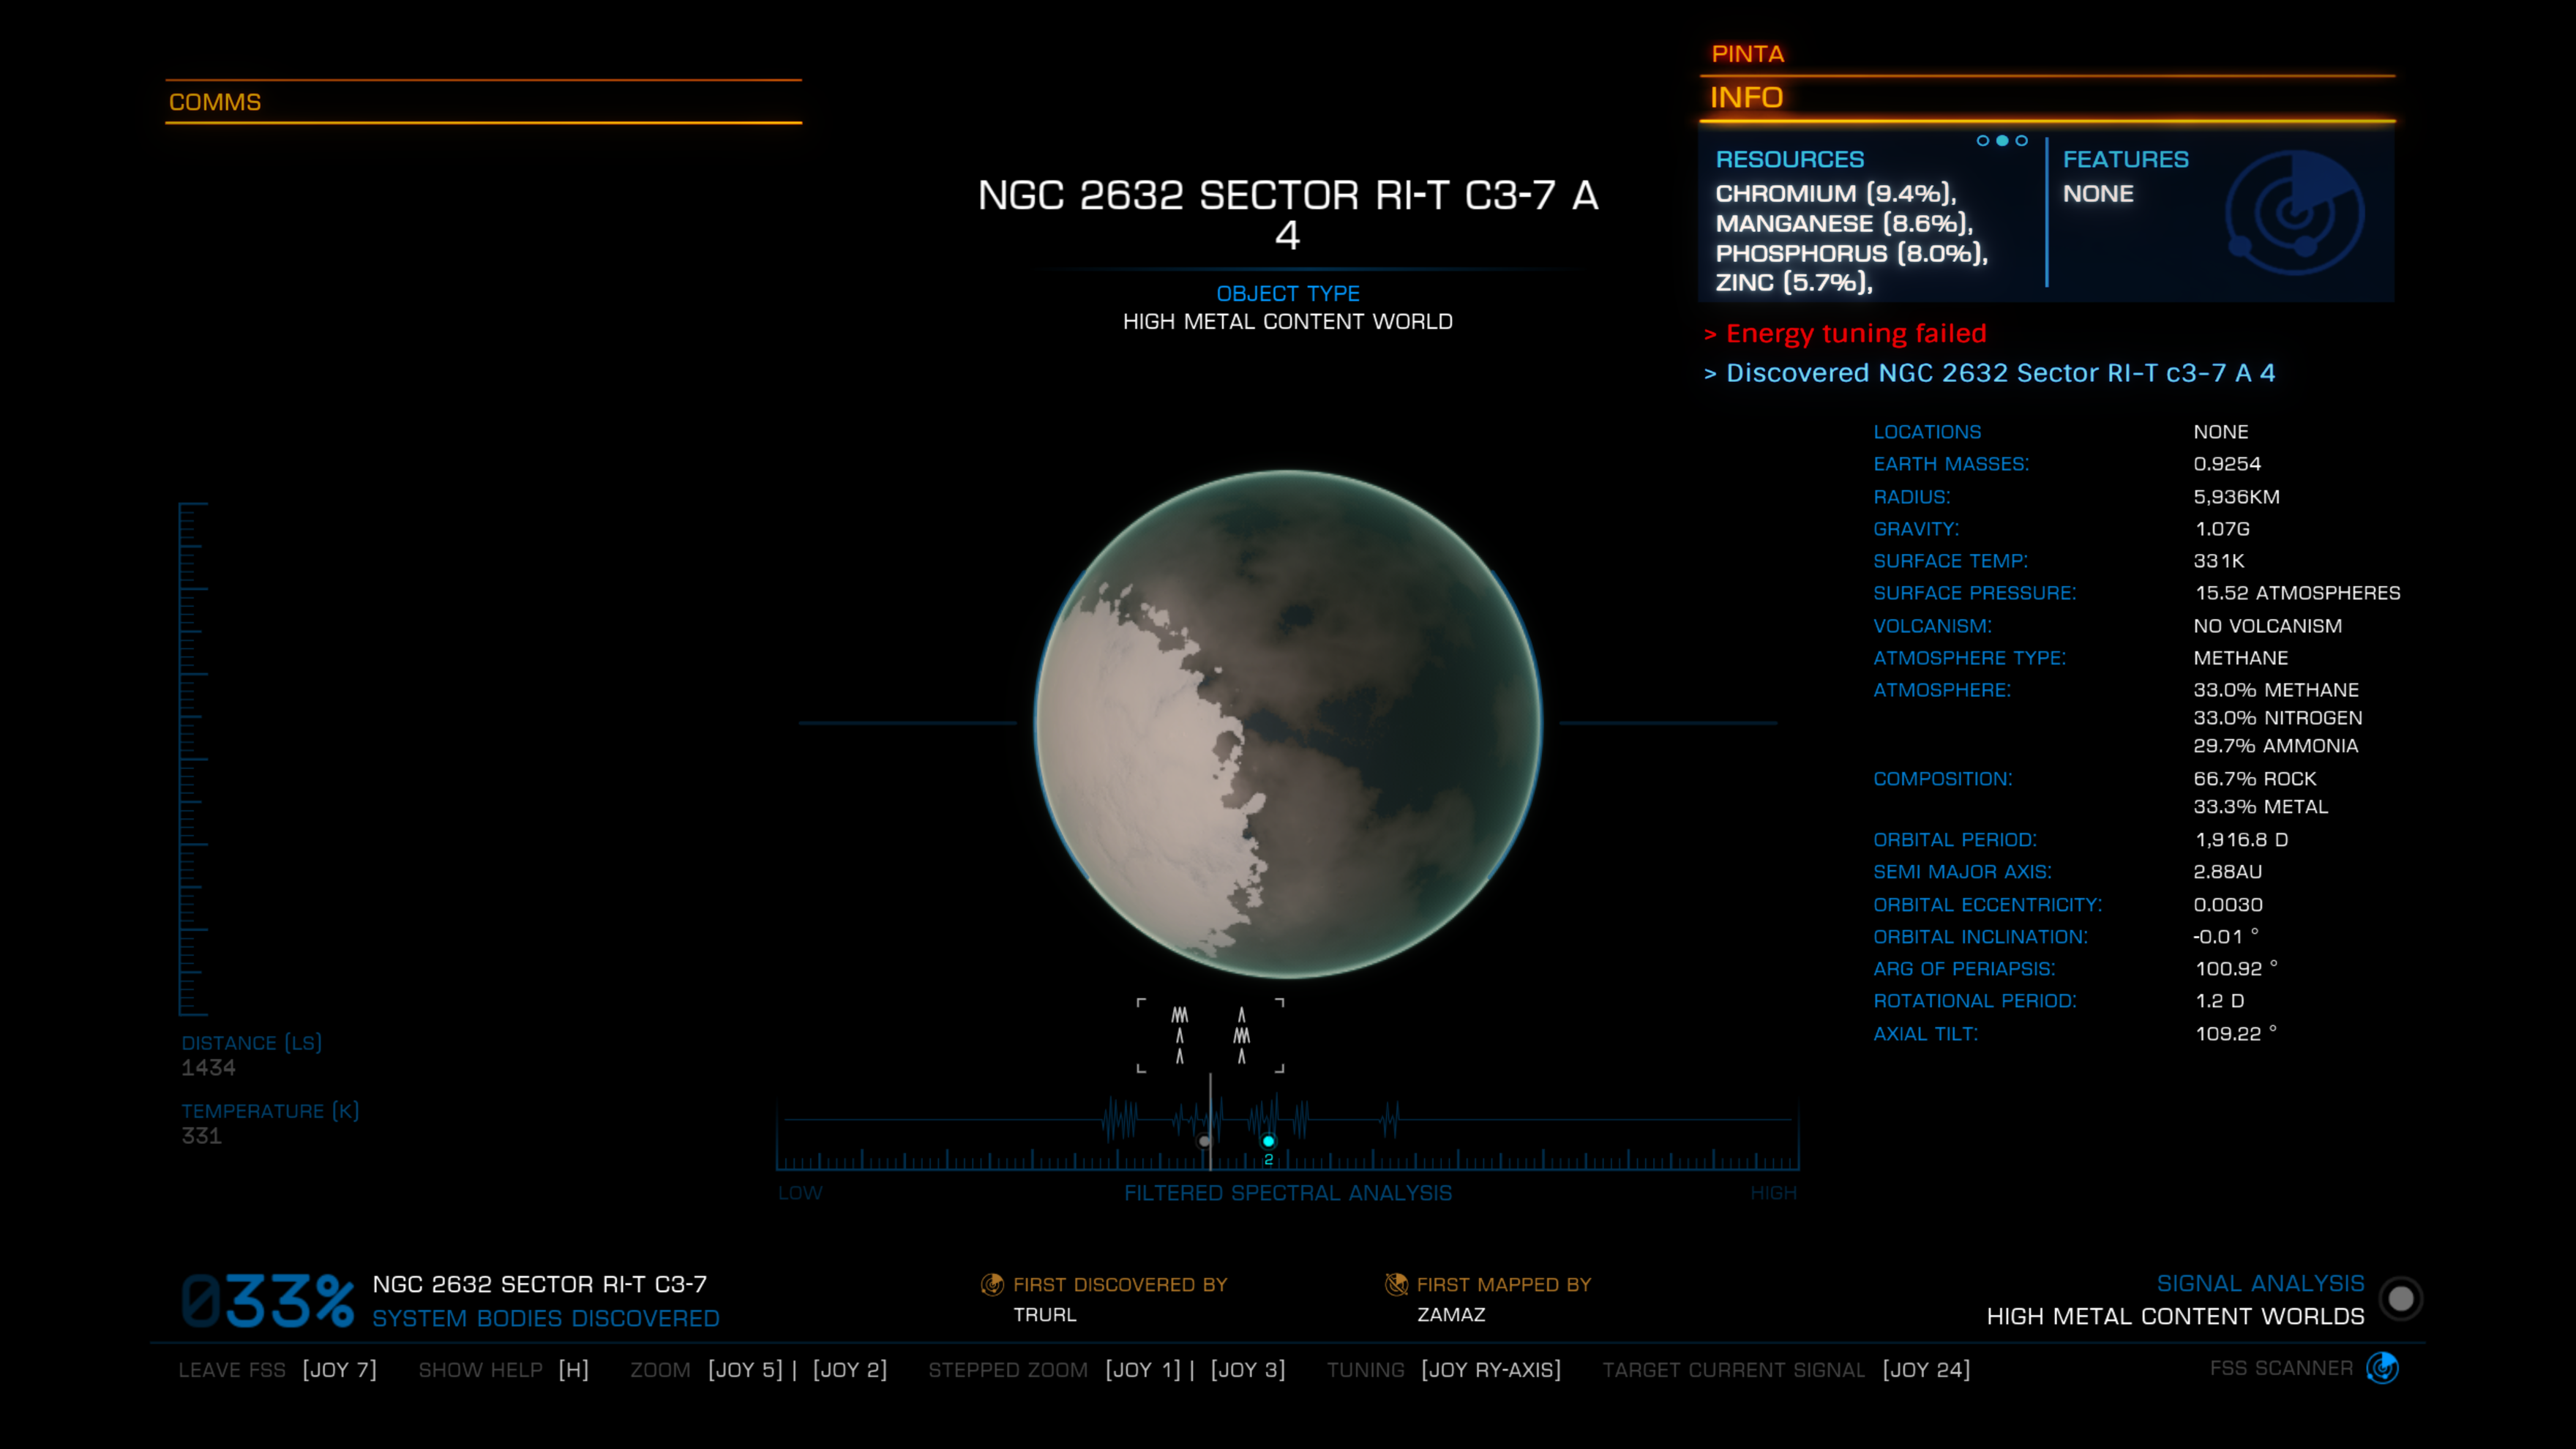 PINTA
COMMS
INFO
RESOURCES
CHROMIUM (9.4%),
MANGANESE (8.6%),
PHOSPHORUS (8.0%),
ZINC (5.7%),
FEATURES
NONE
NGC 2632 SECTOR RI-T C3-7 A
4
OBJECT TYPE
HIGH METAL CONTENT WORLD
> Energy tuning failed
> Discovered NGC 2632 Sector RI-T c3-7 A 4
LOCATIONS NONE
EARTH MASSES: 0.9254
RADIUS: 5,936KM
GRAVITY: 1.07G
SURFACE TEMP: 331K
SURFACE PRESSURE: 15.52 ATMOSPHERES
VOLCANISM: NO VOLCANISM
ATMOSPHERE TYPE: METHANE
ATMOSPHERE: 33.0% METHANE
33.0% NITROGEN
29.7% AMMONIA
COMPOSITION: 66.7% ROCK
33.3% METAL
ORBITAL PERIOD: 1,916.8 D
SEMI MAJOR AXIS: 2.88AU
ORBITAL ECCENTRICITY: 0.0030
ORBITAL INCLINATION: -0.01 °
ARG OF PERIAPSIS: 100.92 °
ROTATIONAL PERIOD: 1.2 D
AXIAL TILT: 109.22 °
DISTANCE (LS)
1434
TEMPERATURE (K)
331
2
LOW FILTERED SPECTRAL ANALYSIS HIGH
033%
NGC 2632 SECTOR RI-T C3-7
SYSTEM BODIES DISCOVERED
FIRST DISCOVERED BY
TRURL
FIRST MAPPED BY
ZAMAZ
SIGNAL ANALYSIS
HIGH METAL CONTENT WORLDS
LEAVE FSS [JOY 7] SHOW HELP [H] ZOOM [JOY 5] | [JOY 2] STEPPED ZOOM [JOY 1] | [JOY 3] TUNING [JOY RY-AXIS] TARGET CURRENT SIGNAL [JOY 24] FSS SCANNER